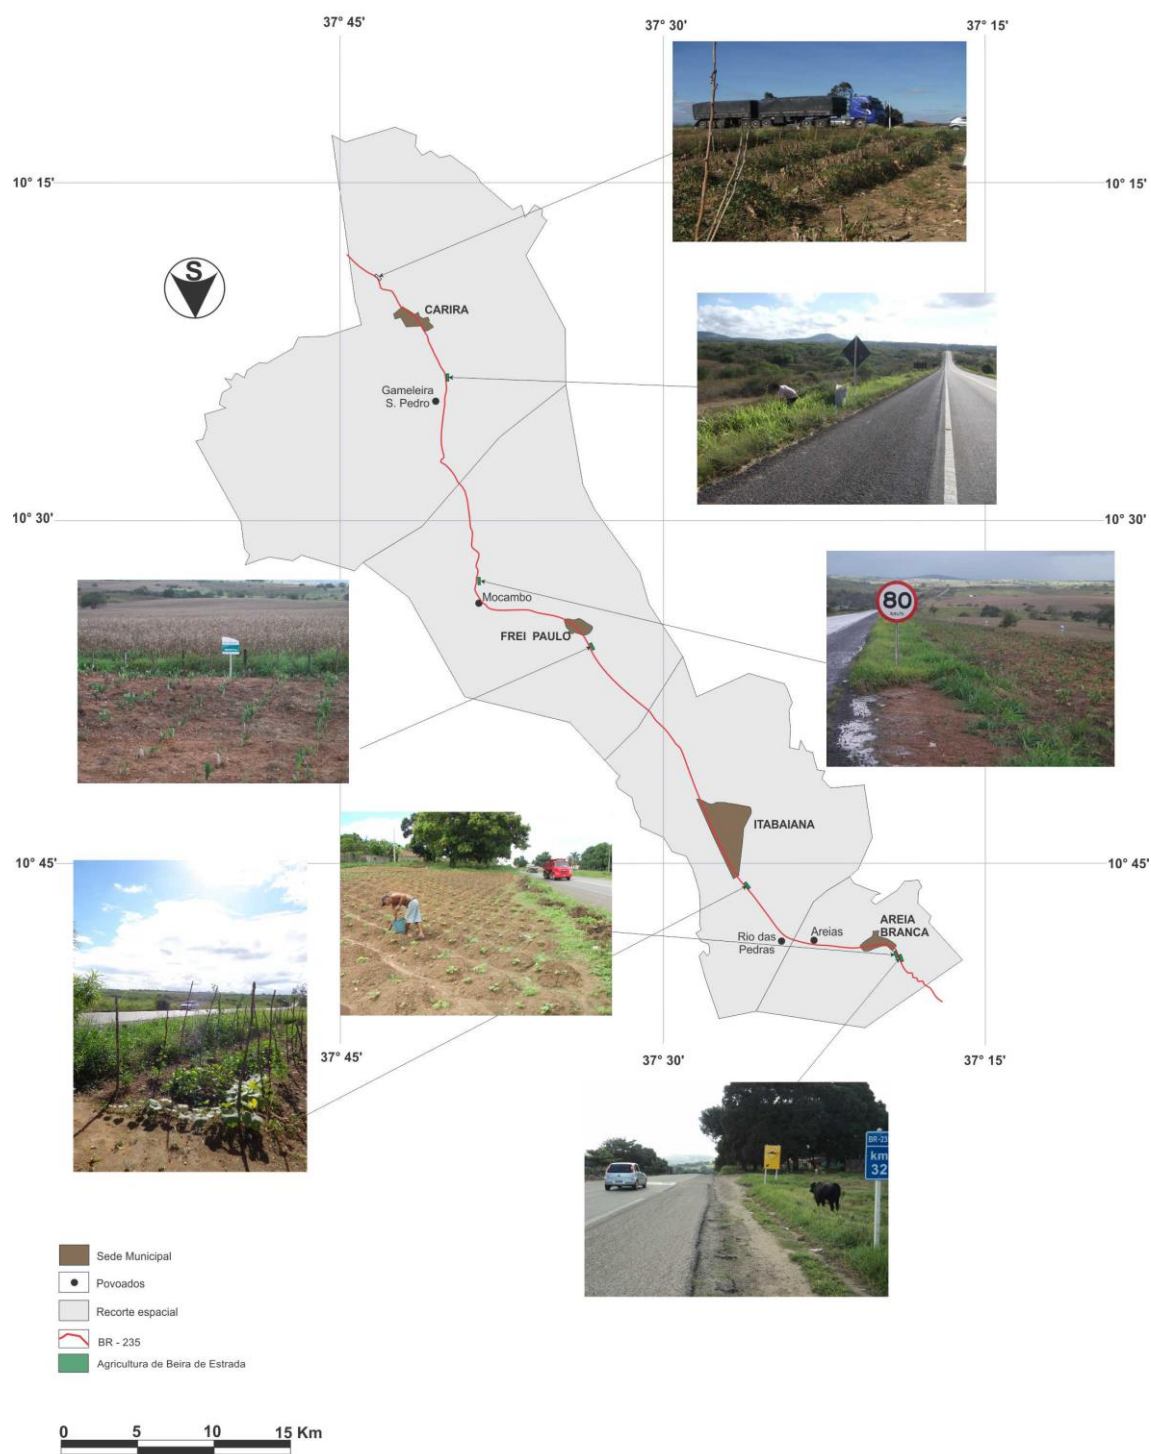 37° 45'
37° 30'
37° 15'
10° 15'
10° 15'
S
CARIRA
Gameleira
S. Pedro
10° 30'
10° 30'
80
Mocambo
FREI PAULO
ITABAIANA
10° 45'
10° 45'
AREIA
BRANCA
Areias
Rio das
Pedras
37° 45'
37° 30'
37° 15'
km
32
Sede Municipal
Povoados
Recorte espacial
BR - 235
Agricultura de Beira de Estrada
0 5 10 15 Km